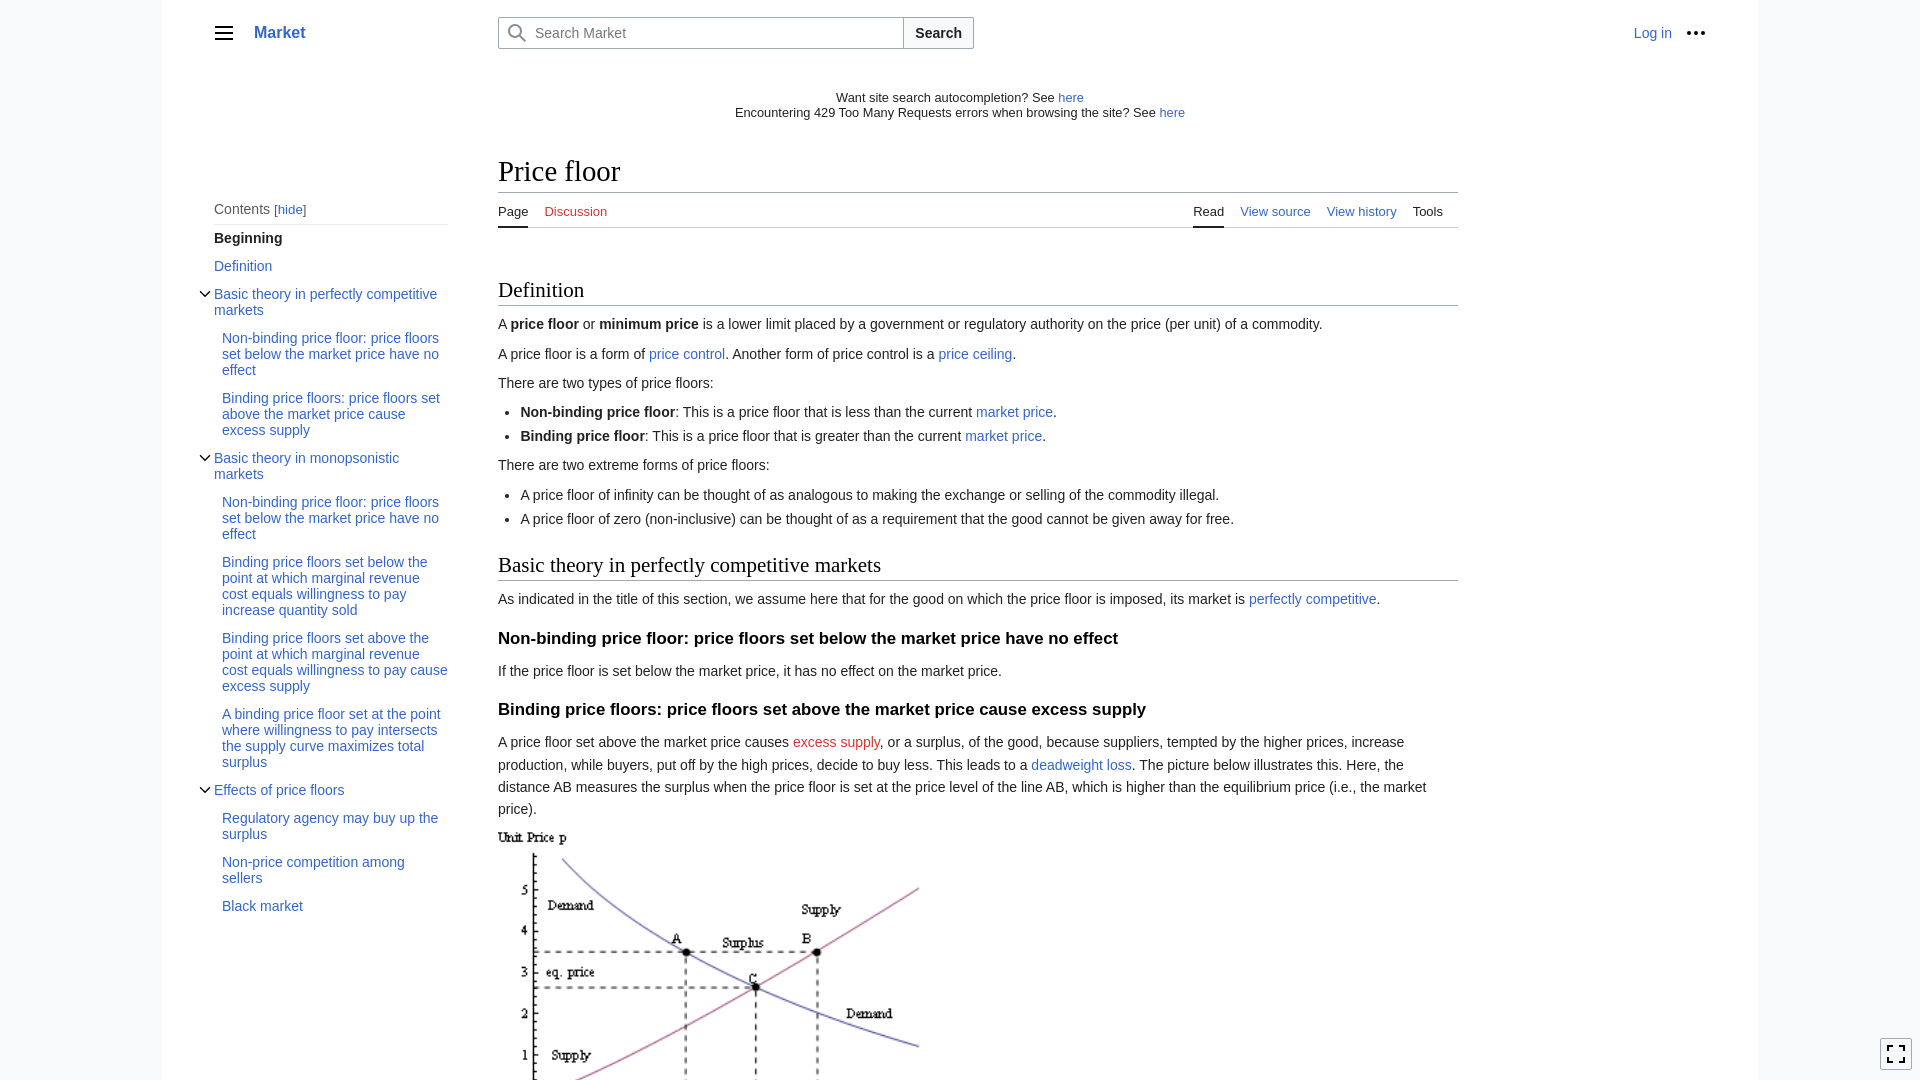 Market
Search Market
Search
Log in
Want site search autocompletion? See here
Encountering 429 Too Many Requests errors when browsing the site? See here
Contents [hide]
Beginning
Definition
Basic theory in perfectly competitive
markets
Non-binding price floor: price floors
set below the market price have no
effect
Binding price floors: price floors set
above the market price cause
excess supply
Basic theory in monopsonistic
markets
Non-binding price floor: price floors
set below the market price have no
effect
Binding price floors set below the
point at which marginal revenue
cost equals willingness to pay
increase quantity sold
Binding price floors set above the
point at which marginal revenue
cost equals willingness to pay cause
excess supply
A binding price floor set at the point
where willingness to pay intersects
the supply curve maximizes total
surplus
Effects of price floors
Regulatory agency may buy up the
surplus
Non-price competition among
sellers
Black market
Price floor
Page Discussion Read View source View history Tools
Definition
A price floor or minimum price is a lower limit placed by a government or regulatory authority on the price (per unit) of a commodity.
A price floor is a form of price control. Another form of price control is a price ceiling.
There are two types of price floors:
• Non-binding price floor: This is a price floor that is less than the current market price.
• Binding price floor: This is a price floor that is greater than the current market price.
There are two extreme forms of price floors:
• A price floor of infinity can be thought of as analogous to making the exchange or selling of the commodity illegal.
• A price floor of zero (non-inclusive) can be thought of as a requirement that the good cannot be given away for free.
Basic theory in perfectly competitive markets
As indicated in the title of this section, we assume here that for the good on which the price floor is imposed, its market is perfectly competitive.
Non-binding price floor: price floors set below the market price have no effect
If the price floor is set below the market price, it has no effect on the market price.
Binding price floors: price floors set above the market price cause excess supply
A price floor set above the market price causes excess supply, or a surplus, of the good, because suppliers, tempted by the higher prices, increase
production, while buyers, put off by the high prices, decide to buy less. This leads to a deadweight loss. The picture below illustrates this. Here, the
distance AB measures the surplus when the price floor is set at the price level of the line AB, which is higher than the equilibrium price (i.e., the market
price).
Unit Price p
5
Demand
Supply
4
A
Surplus
B
3
eq. price
C
2
Demand
1
Supply